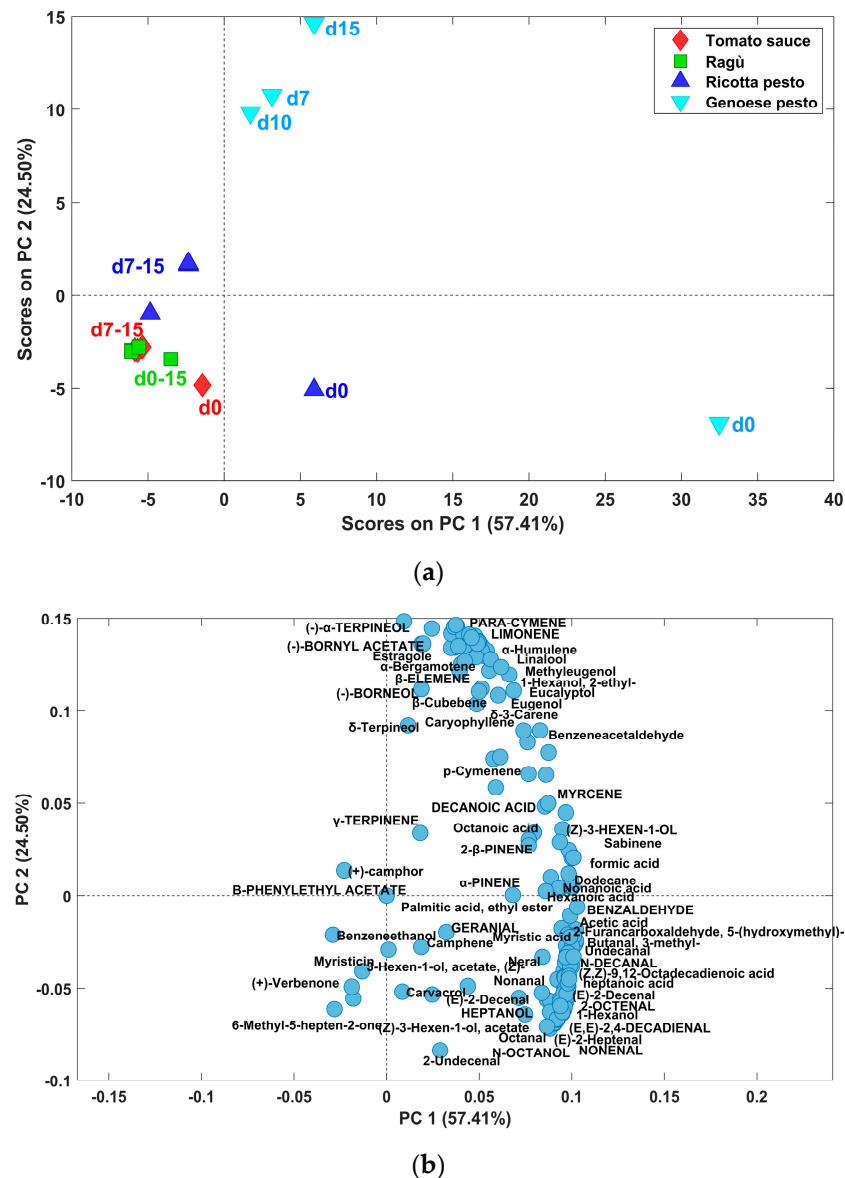 15
10
5
0
-5
-10
-10
-5
0
5
10
15
20
25
30
35
40
Scores on PC 2 (24.50%)
Scores on PC 1 (57.41%)
Tomato sauce
Ragù
Ricotta pesto
Genoese pesto
d15
d7
d10
d7-15
d7-15
d0-15
d0
d0
d0
(a)
0.15
0.1
0.05
0
-0.05
-0.1
-0.15
-0.1
-0.05
0
0.05
0.1
0.15
0.2
PC 2 (24.50%)
PC 1 (57.41%)
PARA-CYMENE
(-)-α-TERPINEOL
LIMONENE
(-)-BORNYL ACETATE
α-Humulene
Estragole
Linalool
α-Bergamotene
Methyleugenol
β-ELEMENE
1-Hexanol, 2-ethyl-
(-)-BORNEOL
Eucalyptol
β-Cubebene
Eugenol
δ-3-Carene
δ-Terpineol
Caryophyllene
Benzeneacetaldehyde
p-Cymenene
MYRCENE
DECANOIC ACID
γ-TERPINENE
Octanoic acid
(Z)-3-HEXEN-1-OL
Sabinene
2-β-PINENE
formic acid
(+)-camphor
α-PINENE
Dodecane
B-PHENYLETHYL ACETATE
Nonanoic acid
Hexanoic acid
Palmitic acid, ethyl ester
BENZALDEHYDE
Acetic acid
GERANIAL
2-Furancarboxaldehyde, 5-(hydroxymethyl)-
Benzeneethanol
Myristic acid
Butanal, 3-methyl-
Camphene
Undecanal
Myristicin
Neral
N-DECANAL
3-Hexen-1-ol, acetate, (Z)-
(Z,Z)-9,12-Octadecadienoic acid
(+)-Verbenone
Nonanal
heptanoic acid
Carvacrol
(E)-2-Decenal
(E)-2-Decenal
HEPTANOL
2-OCTENAL
1-Hexanol
6-Methyl-5-hepten-2-one
(Z)-3-Hexen-1-ol, acetate
(E,E)-2,4-DECADIENAL
Octanal
(E)-2-Heptenal
N-OCTANOL
NONENAL
2-Undecenal
(b)